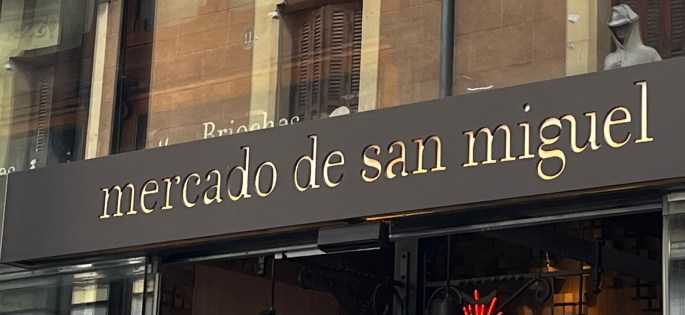 Brioches
mercado de san miguel